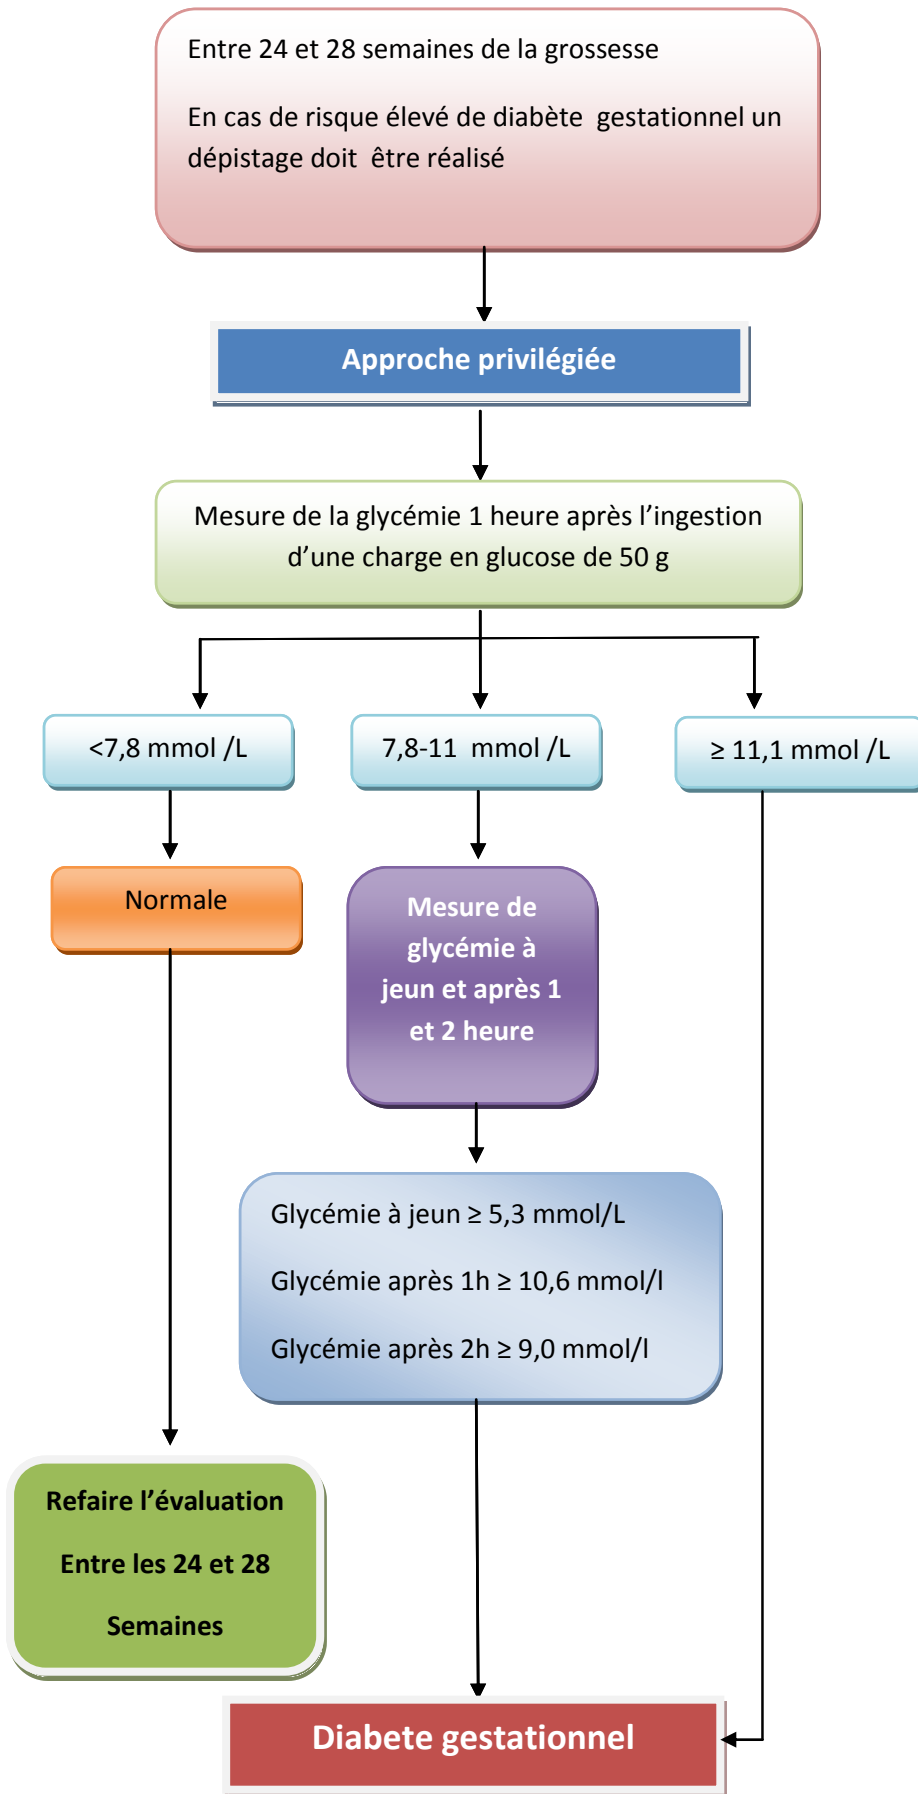 Entre 24 et 28 semaines de la grossesse
En cas de risque élevé de diabète  gestationnel un
dépistage doit  être réalisé
Approche privilégiée
Mesure de la glycémie 1 heure après l’ingestion
d’une charge en glucose de 50 g
<7,8 mmol /L
7,8-11  mmol /L
≥ 11,1 mmol /L
Normale
Mesure de
glycémie à
jeun et après 1
et 2 heure
Glycémie à jeun ≥ 5,3 mmol/L
Glycémie après 1h ≥ 10,6 mmol/l
Glycémie après 2h ≥ 9,0 mmol/l
Refaire l’évaluation
Entre les 24 et 28
Semaines
Diabete gestationnel